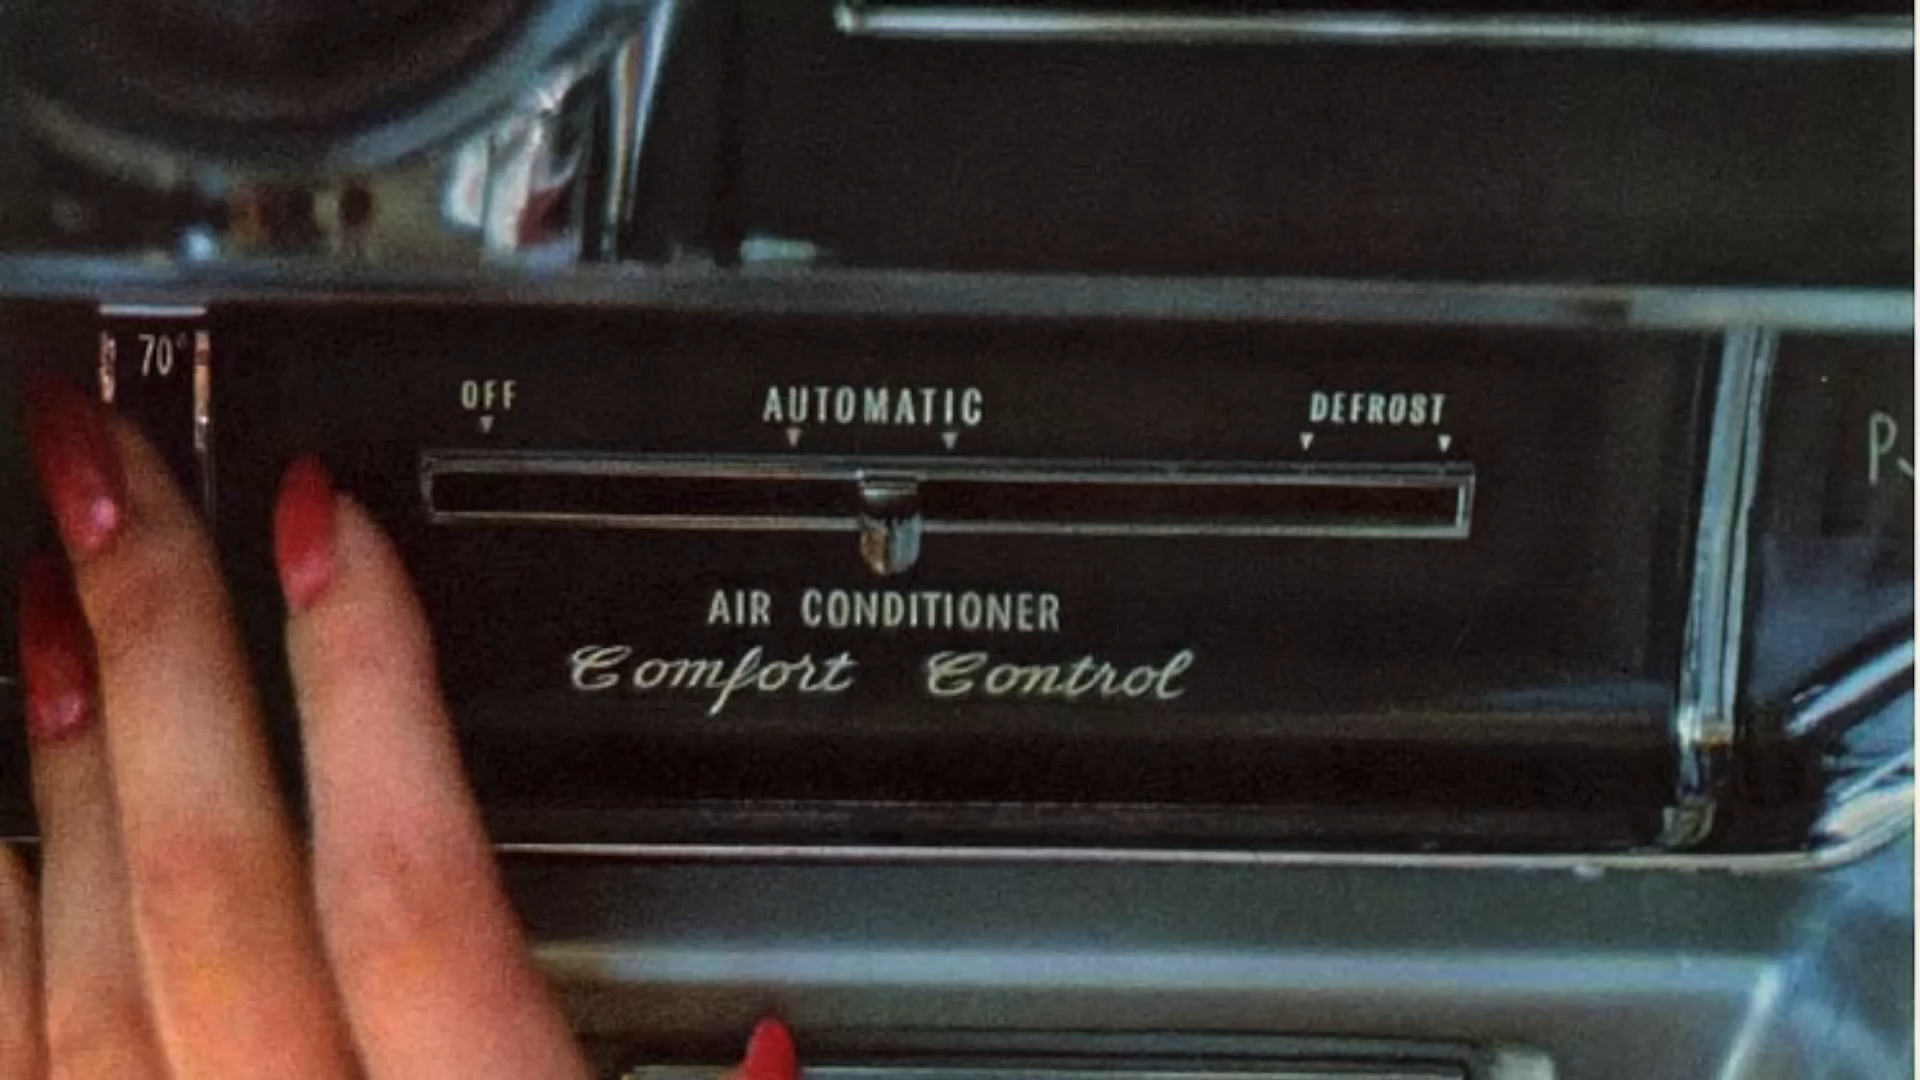 70°
OFF
AUTOMATIC
DEFROST
AIR CONDITIONER
Comfort Control